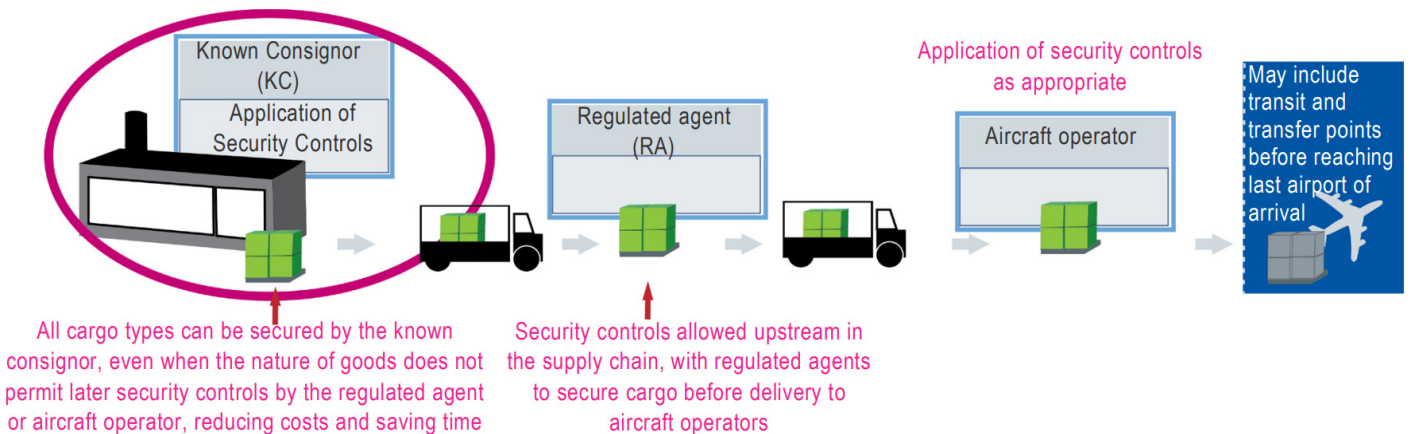 Known Consignor
(KC)
Application of
Security Controls
All cargo types can be secured by the known
consignor, even when the nature of goods does not
permit later security controls by the regulated agent
or aircraft operator, reducing costs and saving time
Regulated agent
(RA)
Security controls allowed upstream in
the supply chain, with regulated agents
to secure cargo before delivery to
aircraft operators
Application of security controls
as appropriate
Aircraft operator
May include
transit and
transfer points
before reaching
last airport of
arrival